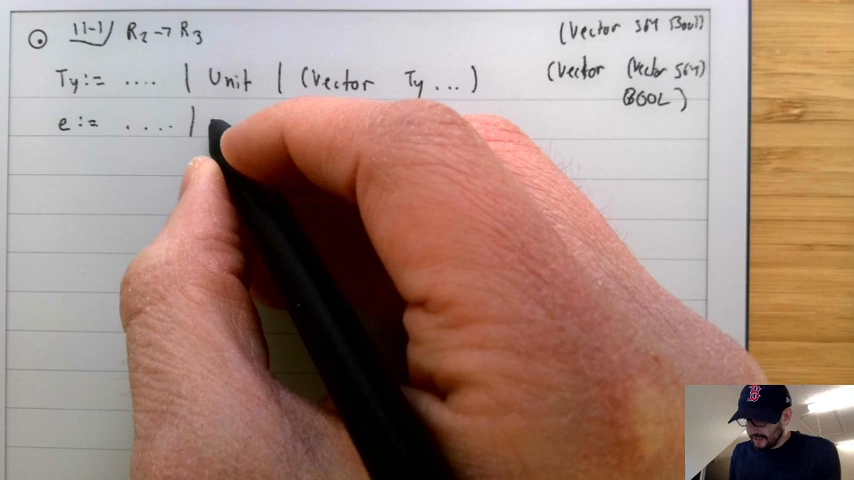 11-1/ R2 → R3
(Vector S64 Bool)
Ty := .... | Unit | (Vector Ty ... )
(Vector (Vector S64)
BOOL )
e := .... |
B